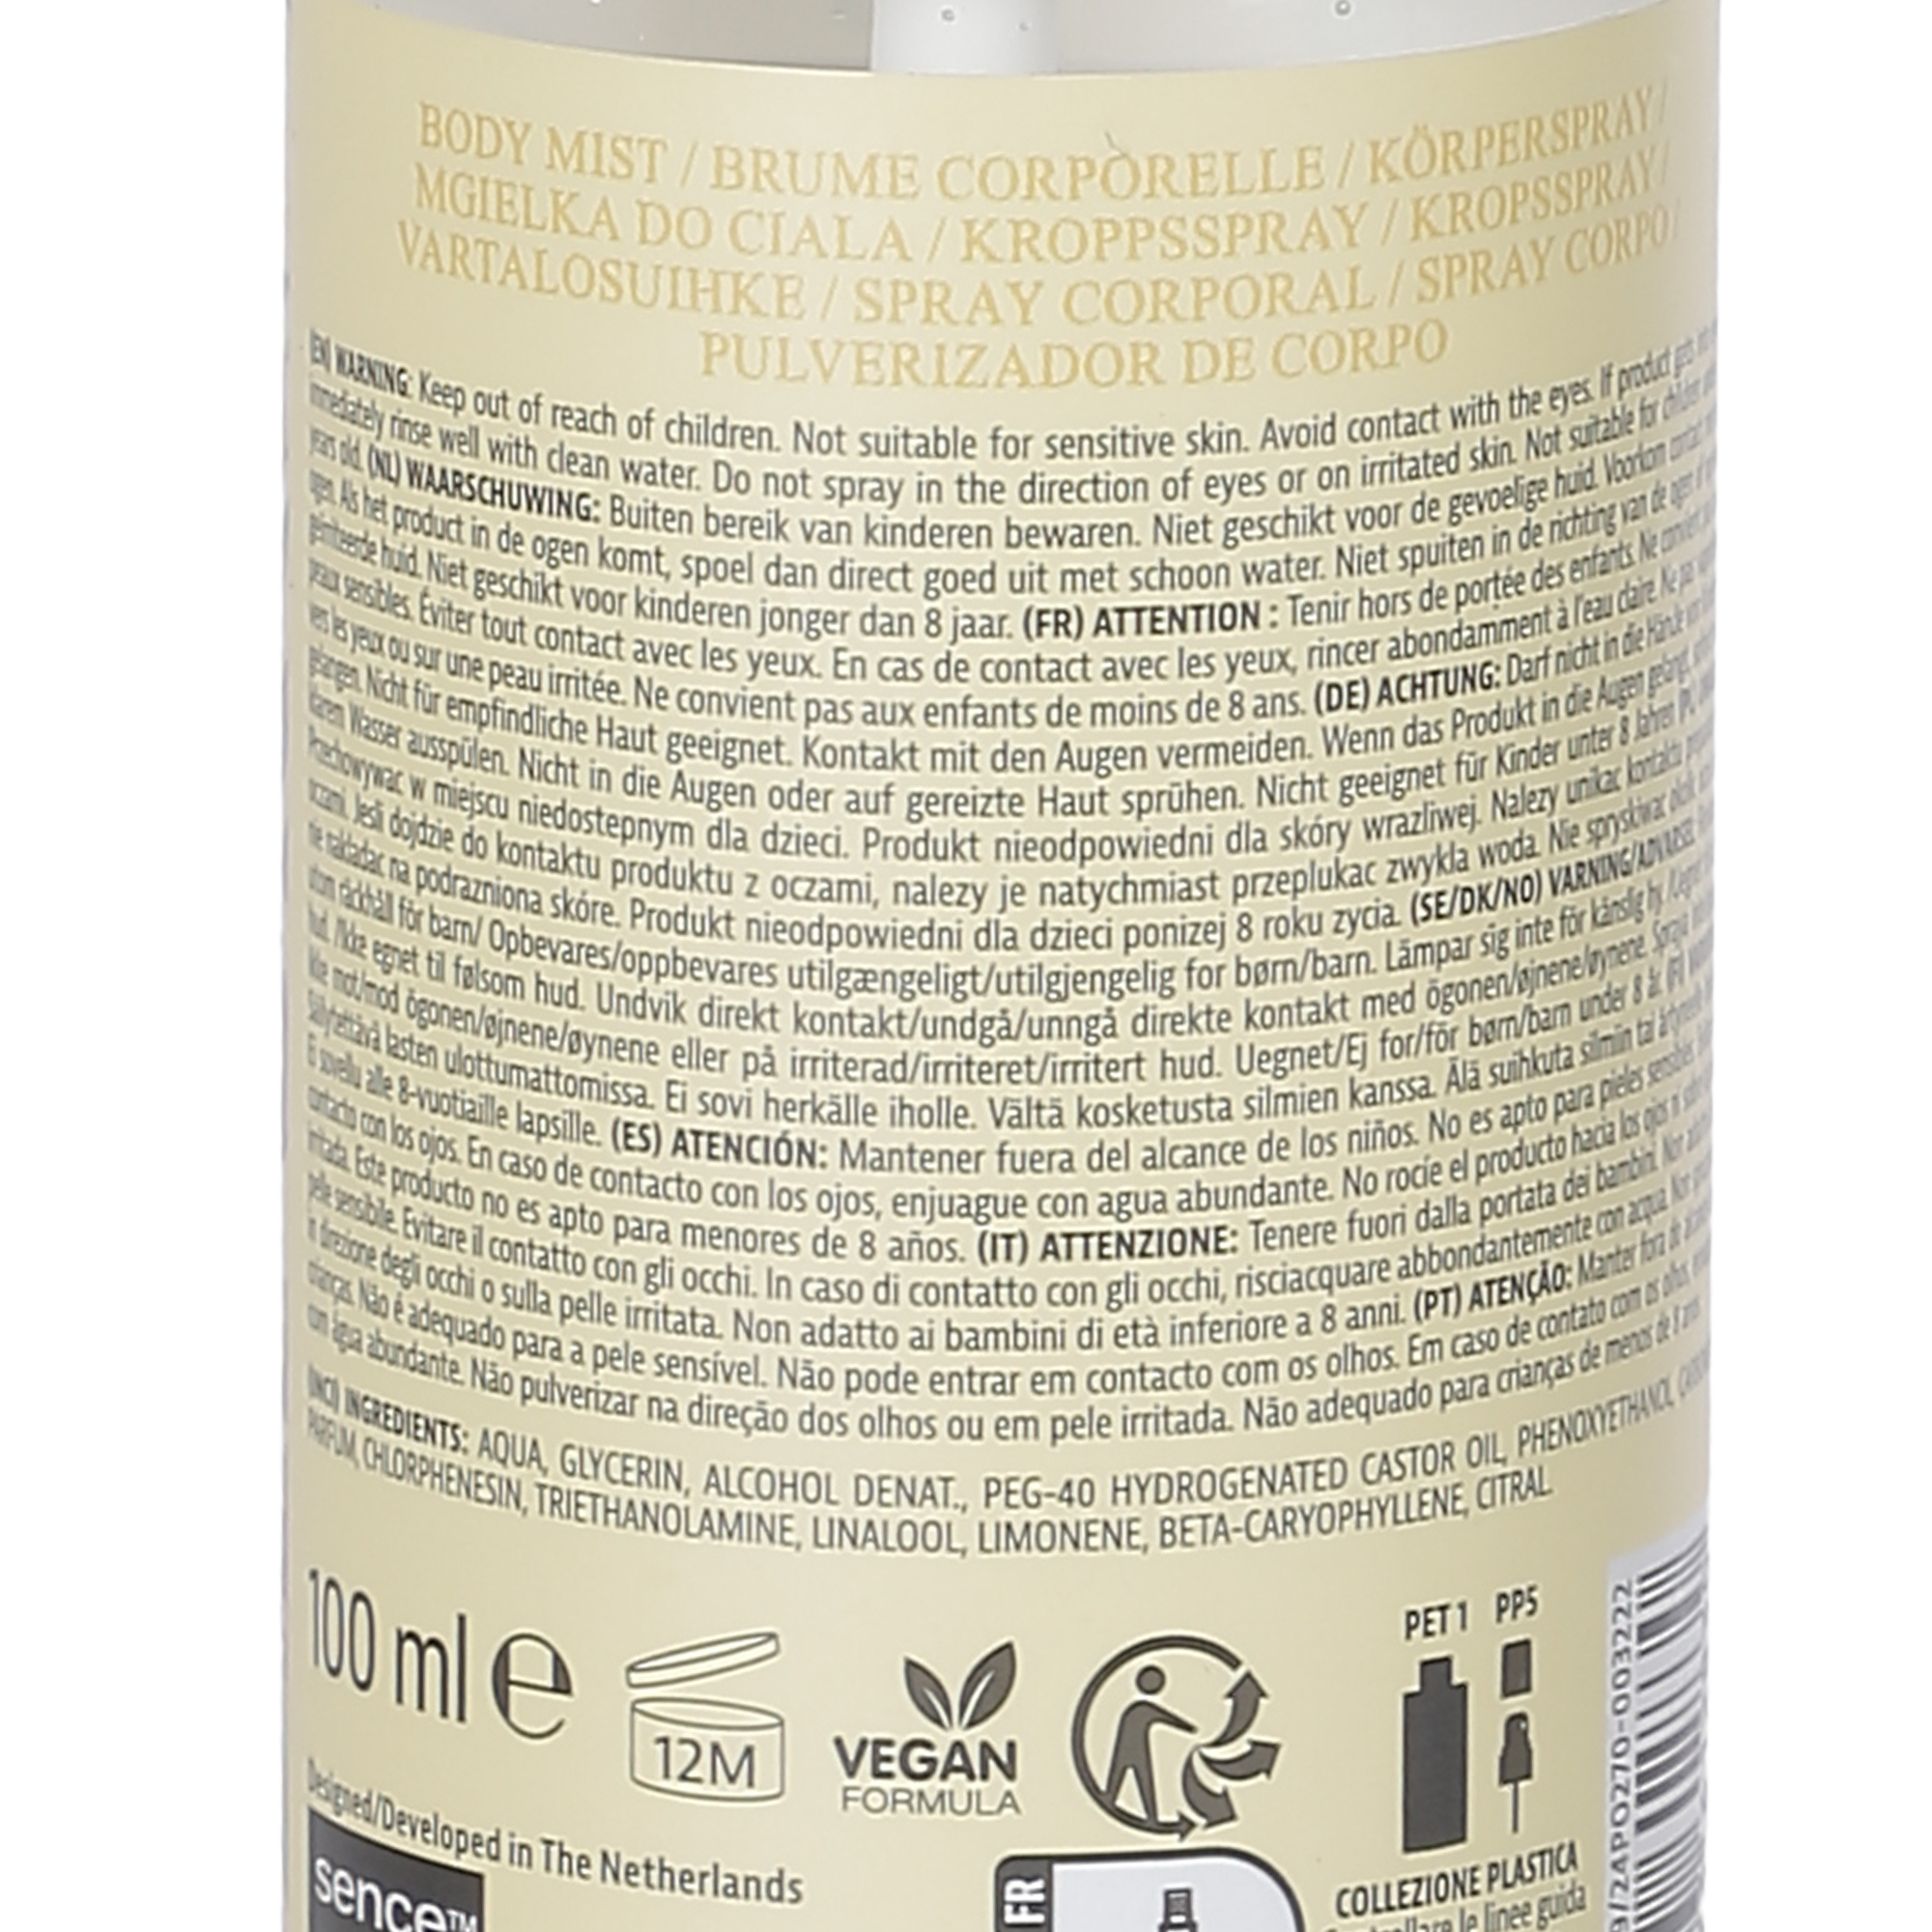 BODY MIST / BRUME CORPORELLE / KÖRPERSPRAY /
MGIELKA DO CIALA / KROPPSSPRAY / KROPSSPRAY /
VARTALOSUIHKE / SPRAY CORPORAL / SPRAY CORPO /
PULVERIZADOR DE CORPO
(EN) WARNING: Keep out of reach of children. Not suitable for sensitive skin. Avoid contact with the eyes. If product gets
immediately rinse well with clean water. Do not spray in the direction of eyes or on irritated skin. Not suitable for children
years old. (NL) WAARSCHUWING: Buiten bereik van kinderen bewaren. Niet geschikt voor de gevoelige huid. Voorkom contact
ogen. Als het product in de ogen komt, spoel dan direct goed uit met schoon water. Niet spuiten in de richting van de ogen of
geïrriteerde huid. Niet geschikt voor kinderen jonger dan 8 jaar. (FR) ATTENTION : Tenir hors de portée des enfants. Ne convient
peaux sensibles. Éviter tout contact avec les yeux. En cas de contact avec les yeux, rincer abondamment à l'eau claire. Ne pas
vers les yeux ou sur une peau irritée. Ne convient pas aux enfants de moins de 8 ans. (DE) ACHTUNG: Darf nicht in die Hände von
gelangen. Nicht für empfindliche Haut geeignet. Kontakt mit den Augen vermeiden. Wenn das Produkt in die Augen gelangt,
klarem Wasser ausspülen. Nicht in die Augen oder auf gereizte Haut sprühen. Nicht geeignet für Kinder unter 8 Jahren (PL)
Przechowywac w miejscu niedostepnym dla dzieci. Produkt nieodpowiedni dla skóry wrazliwej. Nalezy unikac kontaktu
oczami. Jesli dojdzie do kontaktu produktu z oczami, nalezy je natychmiast przeplukac zwykla woda. Nie spryskiwac okolic
nie nakladac na podrazniona skóre. Produkt nieodpowiedni dla dzieci ponizej 8 roku zycia. (SE/DK/NO) VARNING/ADVARSEL
utom räckhåll för barn/ Opbevares/oppbevares utilgængeligt/utilgjengelig for børn/barn. Lämpar sig inte för känslig hy. /Uegnet
hud. /Ikke egnet til følsom hud. Undvik direkt kontakt/undgå/unngå direkte kontakt med ögonen/øjnene/øynene. Spraya
ikke mot/mod ögonen/øjnene/øynene eller på irriterad/irriteret/irritert hud. Uegnet/Ej for/för børn/barn under 8 år. (FI)
Säilytettävä lasten ulottumattomissa. Ei sovi herkälle iholle. Vältä kosketusta silmien kanssa. Älä suihkuta silmiin tai
Ei sovellu alle 8-vuotiaille lapsille. (ES) ATENCIÓN: Mantener fuera del alcance de los niños. No es apto para pieles sensibles.
contacto con los ojos. En caso de contacto con los ojos, enjuague con agua abundante. No rocíe el producto hacia los ojos ni
irritada. Este producto no es apto para menores de 8 años. (IT) ATTENZIONE: Tenere fuori dalla portata dei bambini. Non
pelle sensibile. Evitare il contatto con gli occhi. In caso di contatto con gli occhi, risciacquare abbondantemente con acqua. Non
in direzione degli occhi o sulla pelle irritata. Non adatto ai bambini di età inferiore a 8 anni. (PT) ATENÇÃO: Manter fora do
crianças. Não é adequado para a pele sensível. Não pode entrar em contacto com os olhos. Em caso de contato com os olhos,
com água abundante. Não pulverizar na direção dos olhos ou em pele irritada. Não adequado para crianças de menos de 8 anos
(INCI) INGREDIENTS: AQUA, GLYCERIN, ALCOHOL DENAT., PEG-40 HYDROGENATED CASTOR OIL, PHENOXYETHANOL,
PARFUM, CHLORPHENESIN, TRIETHANOLAMINE, LINALOOL, LIMONENE, BETA-CARYOPHYLLENE, CITRAL.
100 ml e
12M
VEGAN
FORMULA
PET 1 PP5
Designed/Developed in The Netherlands
sence™
FR
COLLEZIONE PLASTICA
le linee guida
/24PO270-003222